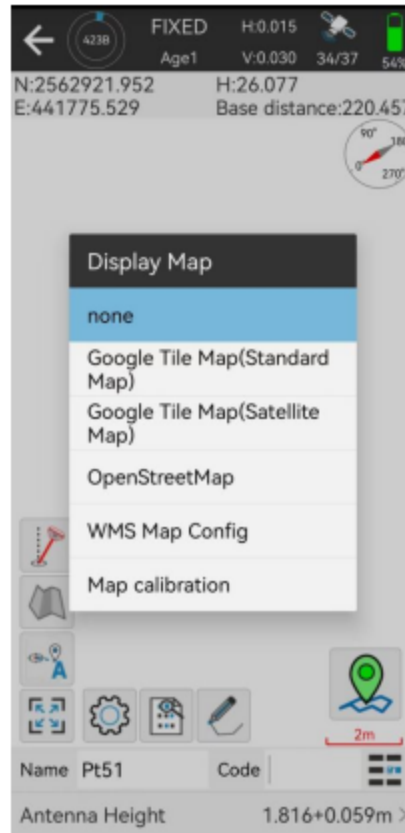 4238 FIXED H:0.015
Age1 V:0.030 34/37 54%
N:2562921.952 H:26.077
E:441775.529 Base distance:220.457
90° 180
0° 270°
Display Map
none
Google Tile Map(Standard
Map)
Google Tile Map(Satellite
Map)
OpenStreetMap
WMS Map Config
Map calibration
A
2m
Name Pt51 Code
Antenna Height 1.816+0.059m